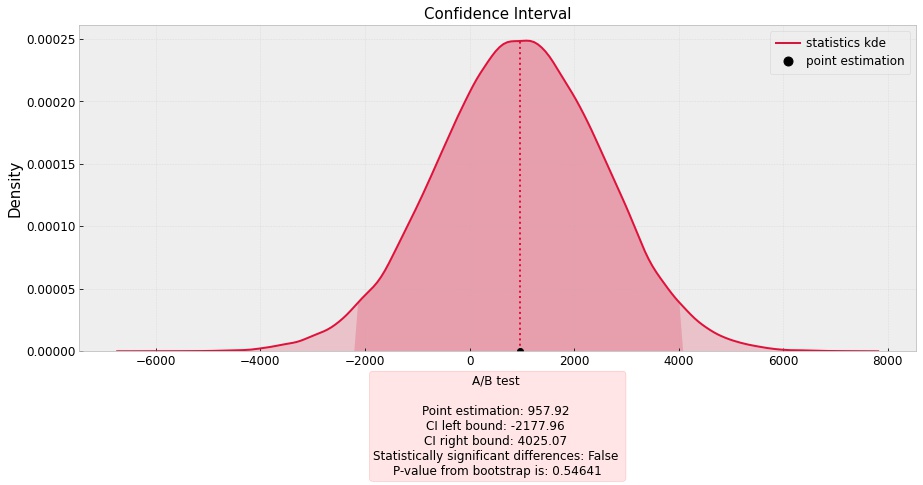 Confidence Interval
statistics kde
point estimation
Density
0.00025
0.00020
0.00015
0.00010
0.00005
0.00000
−6000 −4000 −2000 0 2000 4000 6000 8000
A/B test
Point estimation: 957.92
CI left bound: -2177.96
CI right bound: 4025.07
Statistically significant differences: False
P-value from bootstrap is: 0.54641